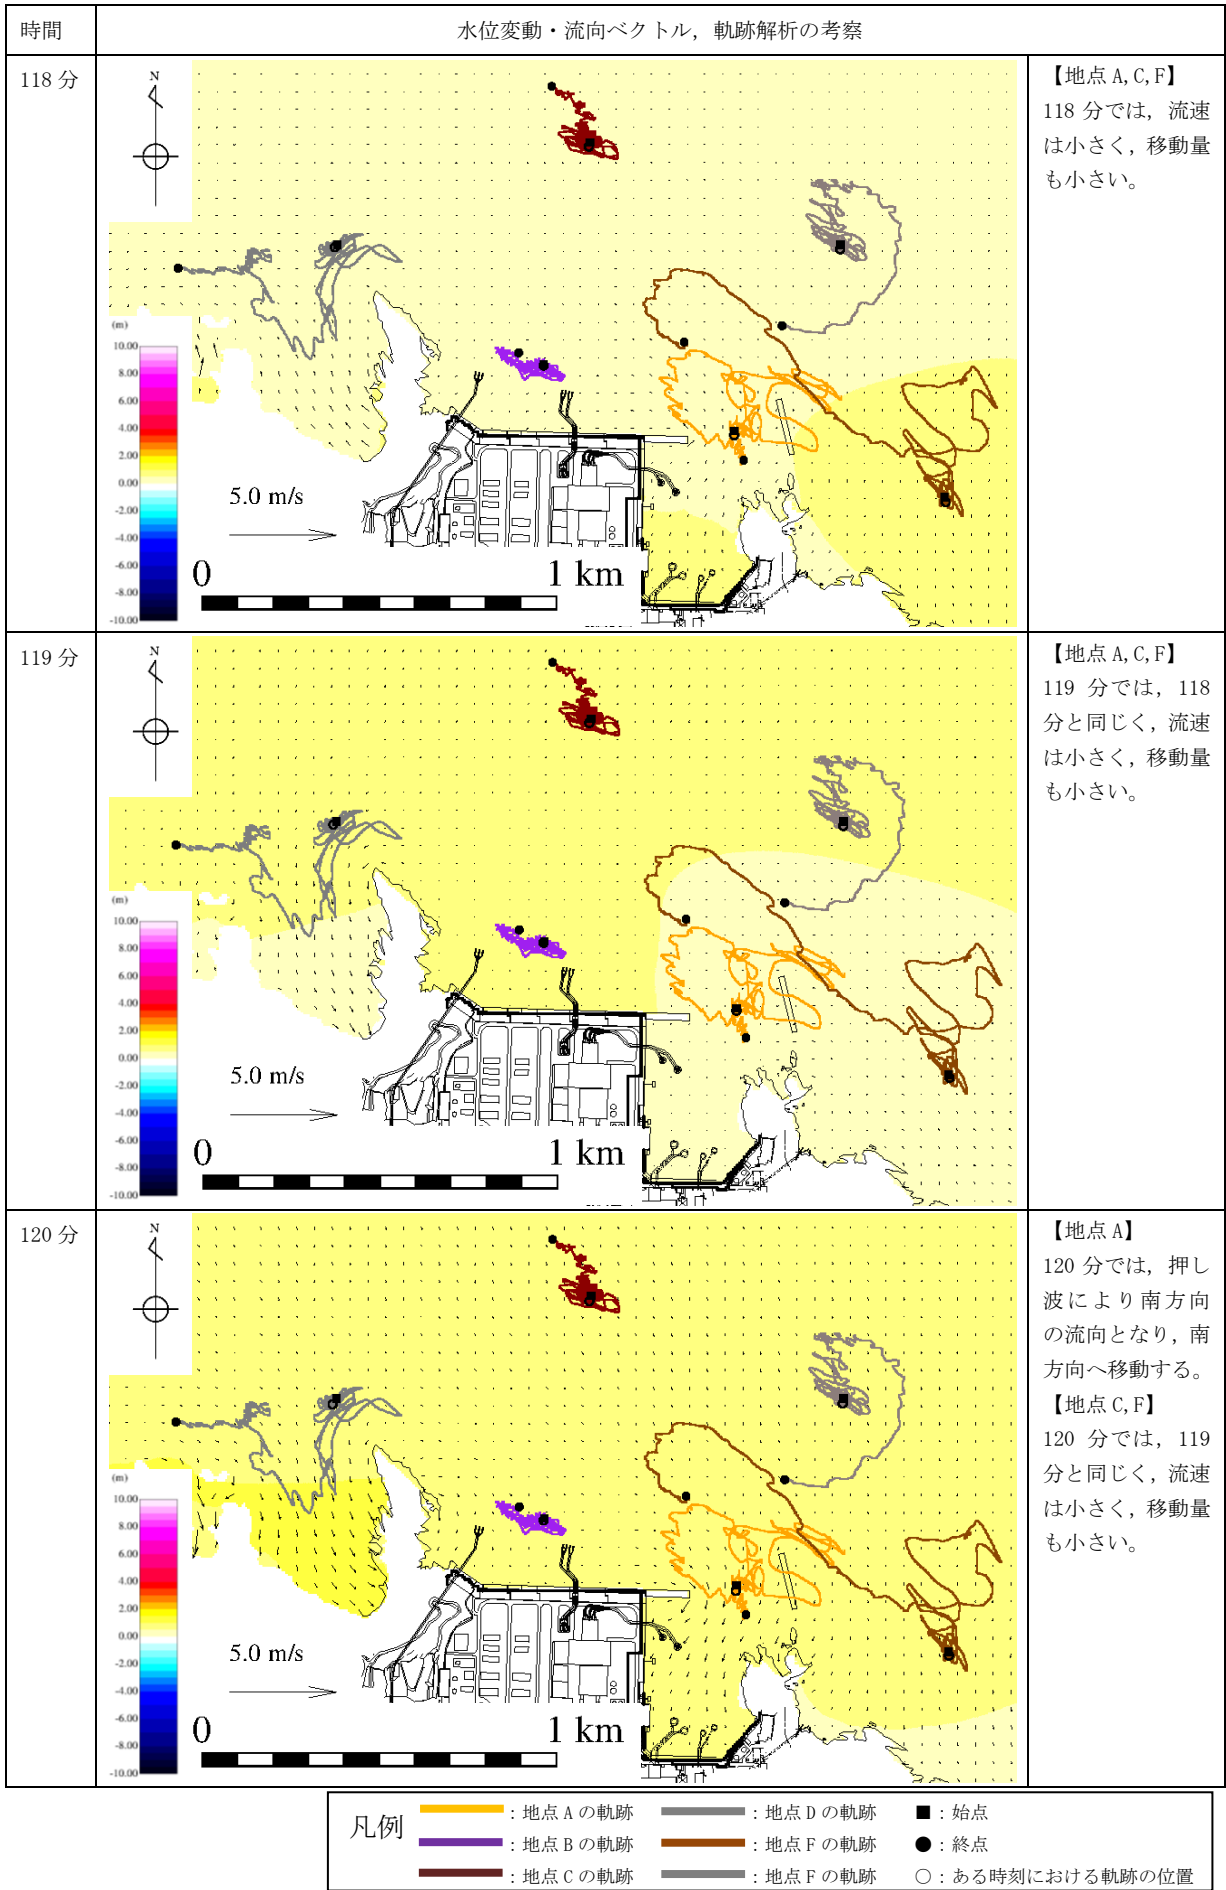 時間
水位変動・流向ベクトル，軌跡解析の考察
118 分
N
(m)
10.00
8.00
6.00
4.00
2.00
0.00
-2.00
-4.00
-6.00
-8.00
-10.00
5.0 m/s
0
1 km
【地点 A,C,F】
118 分では，流速
は小さく，移動量
も小さい。
119 分
N
(m)
10.00
8.00
6.00
4.00
2.00
0.00
-2.00
-4.00
-6.00
-8.00
-10.00
5.0 m/s
0
1 km
【地点 A,C,F】
119 分では，118
分と同じく，流速
は小さく，移動量
も小さい。
120 分
N
(m)
10.00
8.00
6.00
4.00
2.00
0.00
-2.00
-4.00
-6.00
-8.00
-10.00
5.0 m/s
0
1 km
【地点 A】
120 分では，押し
波により南方向
の流向となり，南
方向へ移動する。
【地点 C,F】
120 分では，119
分と同じく，流速
は小さく，移動量
も小さい。
凡例
：地点 A の軌跡
：地点 D の軌跡
■：始点
：地点 B の軌跡
：地点 F の軌跡
●：終点
：地点 C の軌跡
：地点 F の軌跡
○：ある時刻における軌跡の位置